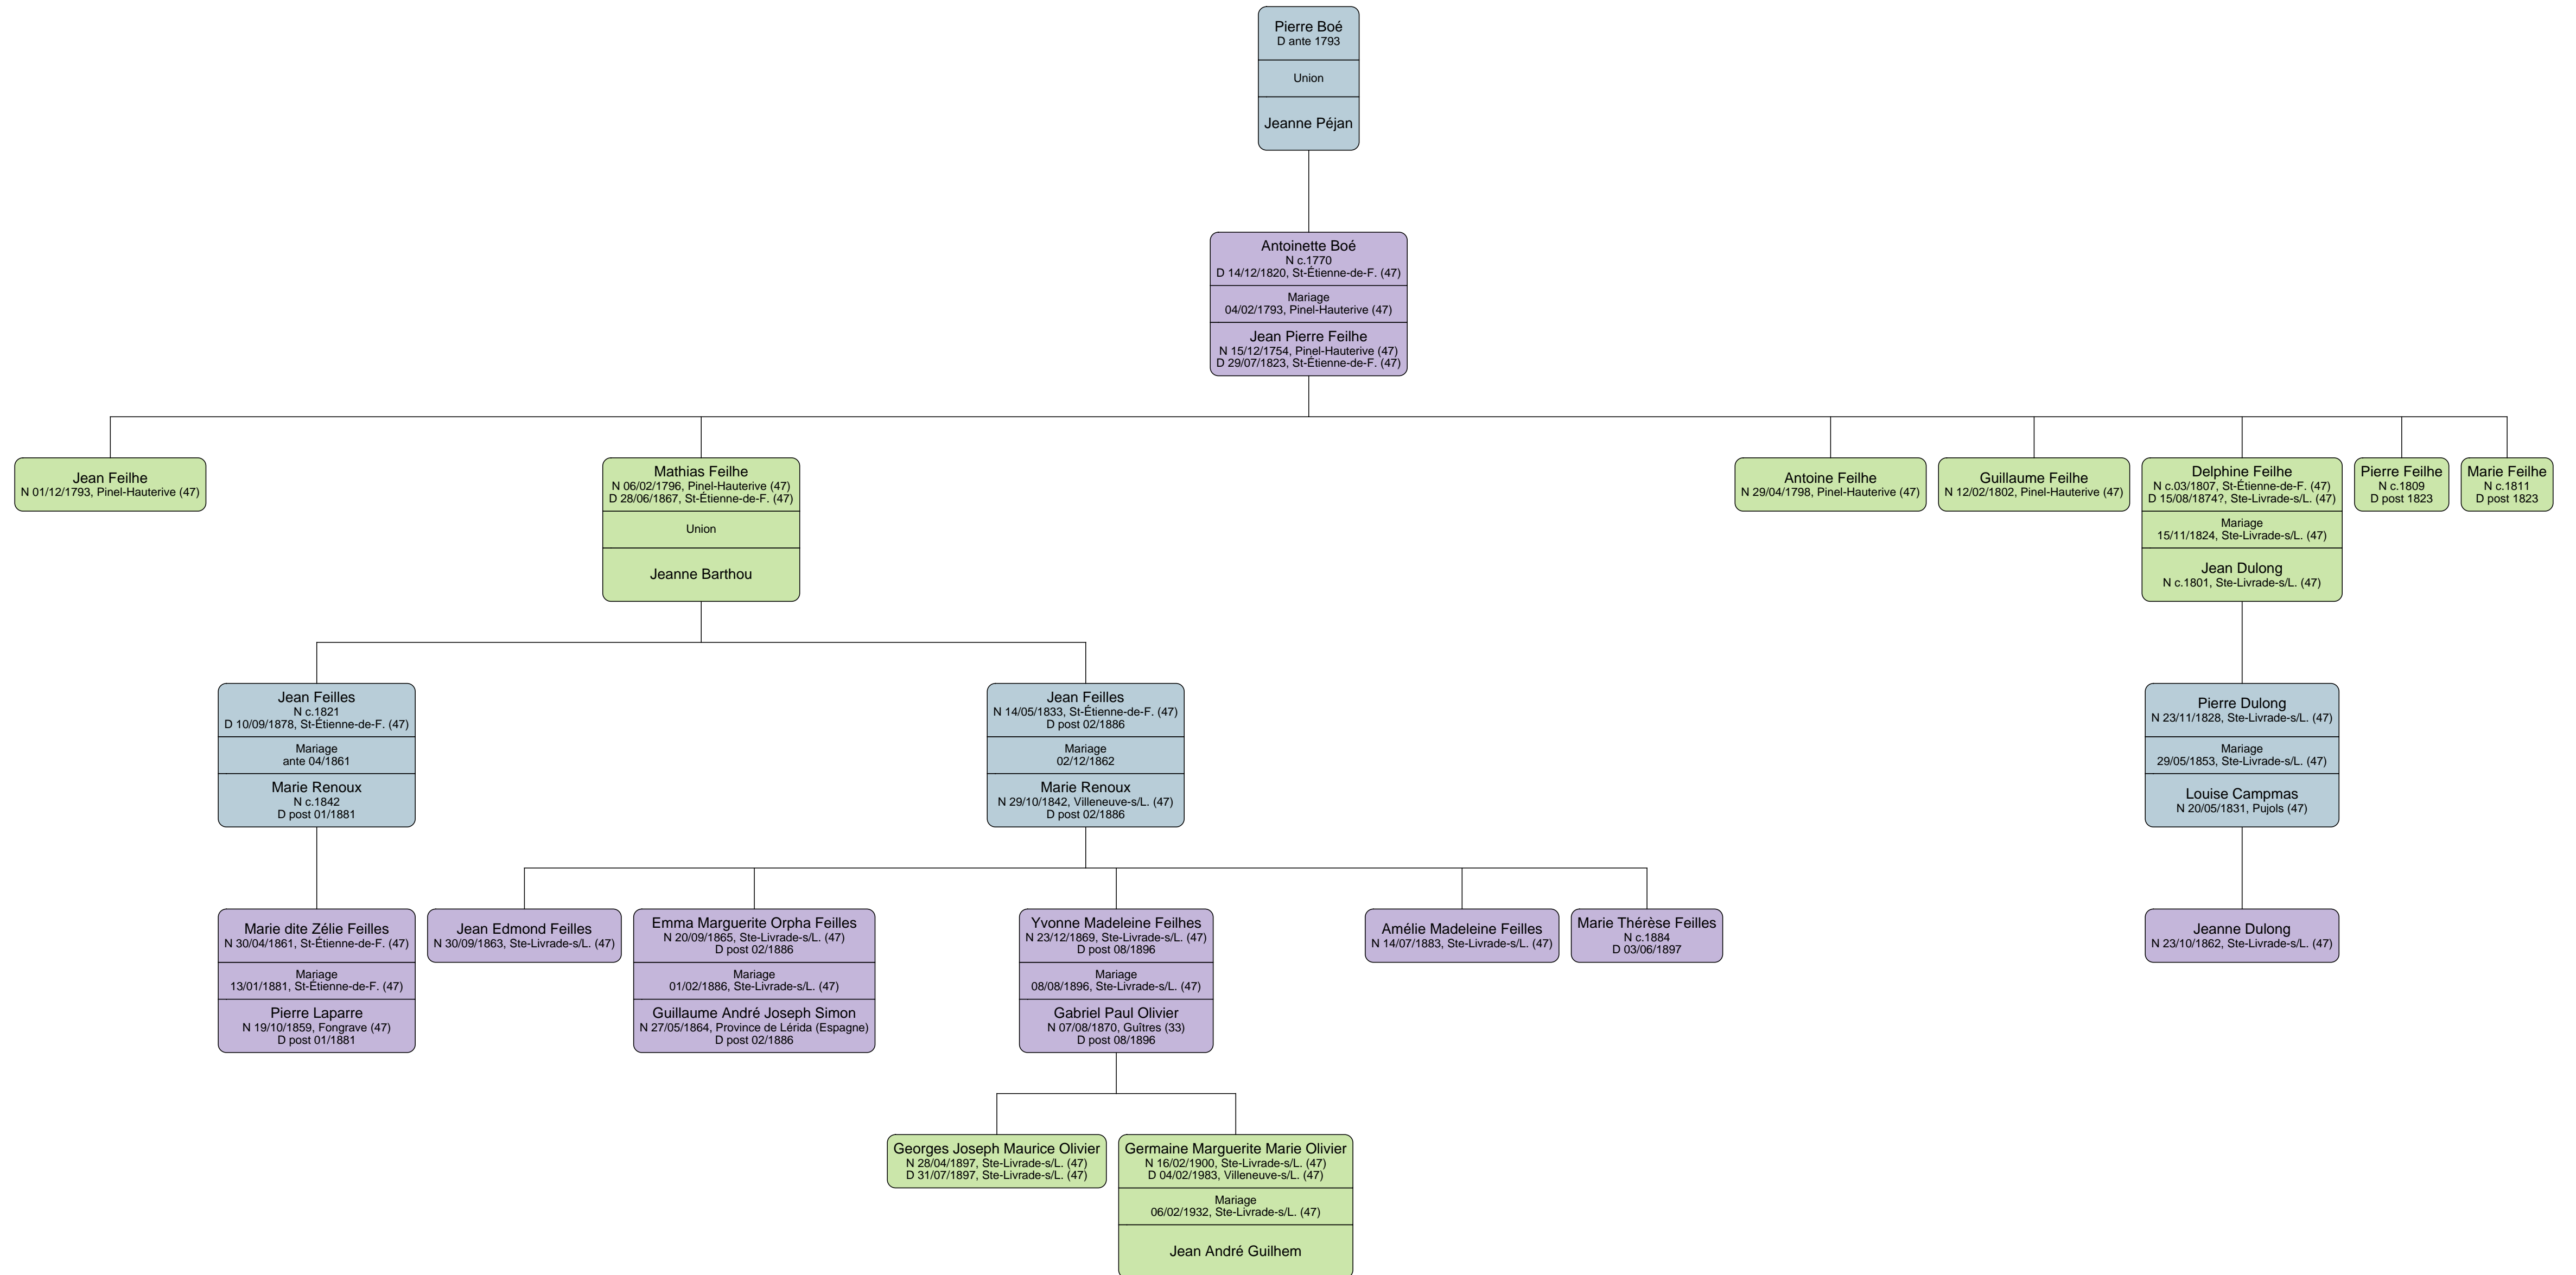 Pierre Boé
D ante 1793
Union
Jeanne Péjan
Antoinette Boé
N c.1770
D 14/12/1820, St-Étienne-de-F. (47)
Mariage
04/02/1793, Pinel-Hauterive (47)
Jean Pierre Feilhe
N 15/12/1754, Pinel-Hauterive (47)
D 29/07/1823, St-Étienne-de-F. (47)
Jean Feilhe
N 01/12/1793, Pinel-Hauterive (47)
Mathias Feilhe
N 06/02/1796, Pinel-Hauterive (47)
D 28/06/1867, St-Étienne-de-F. (47)
Union
Jeanne Barthou
Antoine Feilhe
N 29/04/1798, Pinel-Hauterive (47)
Guillaume Feilhe
N 12/02/1802, Pinel-Hauterive (47)
Delphine Feilhe
N c.03/1807, St-Étienne-de-F. (47)
D 15/08/1874?, Ste-Livrade-s/L. (47)
Mariage
15/11/1824, Ste-Livrade-s/L. (47)
Jean Dulong
N c.1801, Ste-Livrade-s/L. (47)
Pierre Feilhe
N c.1809
D post 1823
Marie Feilhe
N c.1811
D post 1823
Jean Feilles
N c.1821
D 10/09/1878, St-Étienne-de-F. (47)
Mariage
ante 04/1861
Marie Renoux
N c.1842
D post 01/1881
Jean Feilles
N 14/05/1833, St-Étienne-de-F. (47)
D post 02/1886
Mariage
02/12/1862
Marie Renoux
N 29/10/1842, Villeneuve-s/L. (47)
D post 02/1886
Pierre Dulong
N 23/11/1828, Ste-Livrade-s/L. (47)
Mariage
29/05/1853, Ste-Livrade-s/L. (47)
Louise Campmas
N 20/05/1831, Pujols (47)
Marie dite Zélie Feilles
N 30/04/1861, St-Étienne-de-F. (47)
Mariage
13/01/1881, St-Étienne-de-F. (47)
Pierre Laparre
N 19/10/1859, Fongrave (47)
D post 01/1881
Jean Edmond Feilles
N 30/09/1863, Ste-Livrade-s/L. (47)
Emma Marguerite Orpha Feilles
N 20/09/1865, Ste-Livrade-s/L. (47)
D post 02/1886
Mariage
01/02/1886, Ste-Livrade-s/L. (47)
Guillaume André Joseph Simon
N 27/05/1864, Province de Lérida (Espagne)
D post 02/1886
Yvonne Madeleine Feilhes
N 23/12/1869, Ste-Livrade-s/L. (47)
D post 08/1896
Mariage
08/08/1896, Ste-Livrade-s/L. (47)
Gabriel Paul Olivier
N 07/08/1870, Guîtres (33)
D post 08/1896
Amélie Madeleine Feilles
N 14/07/1883, Ste-Livrade-s/L. (47)
Marie Thérèse Feilles
N c.1884
D 03/06/1897
Jeanne Dulong
N 23/10/1862, Ste-Livrade-s/L. (47)
Georges Joseph Maurice Olivier
N 28/04/1897, Ste-Livrade-s/L. (47)
D 31/07/1897, Ste-Livrade-s/L. (47)
Germaine Marguerite Marie Olivier
N 16/02/1900, Ste-Livrade-s/L. (47)
D 04/02/1983, Villeneuve-s/L. (47)
Mariage
06/02/1932, Ste-Livrade-s/L. (47)
Jean André Guilhem